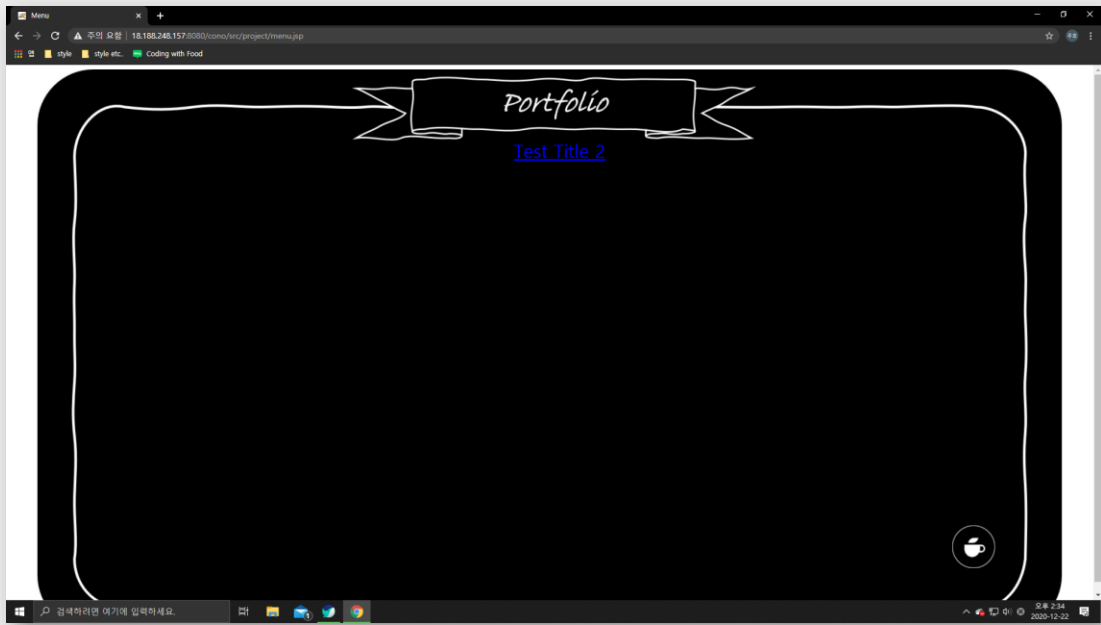 Menu
주의 요함 | 18.188.248.157:8080/cono/src/project/menu.jsp
앱 style style etc. Coding with Food
Portfolio
Test Title 2
검색하려면 여기에 입력하세요.
오후 2:34
2020-12-22